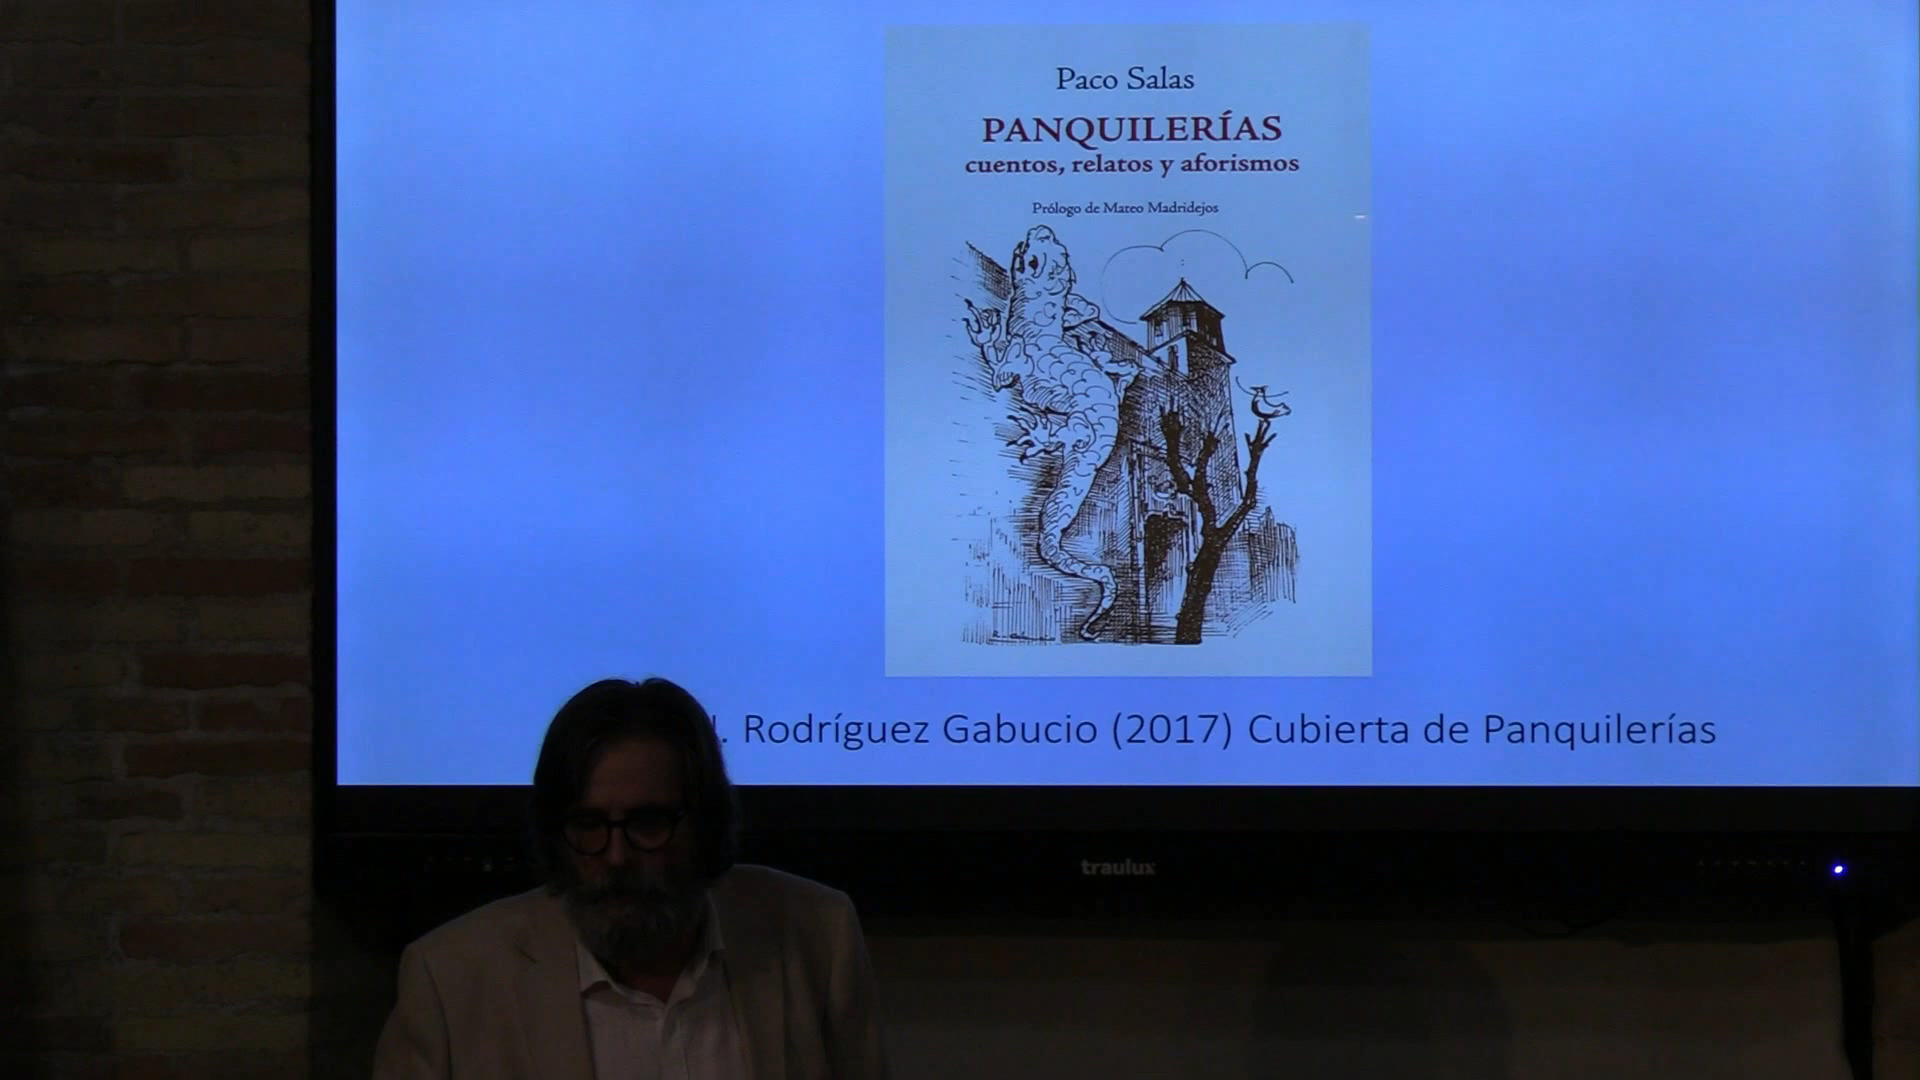 Paco Salas
PANQUILERÍAS
cuentos, relatos y aforismos
Prólogo de Mateo Madridejos
. Rodríguez Gabucio (2017) Cubierta de Panquilerías
traulux